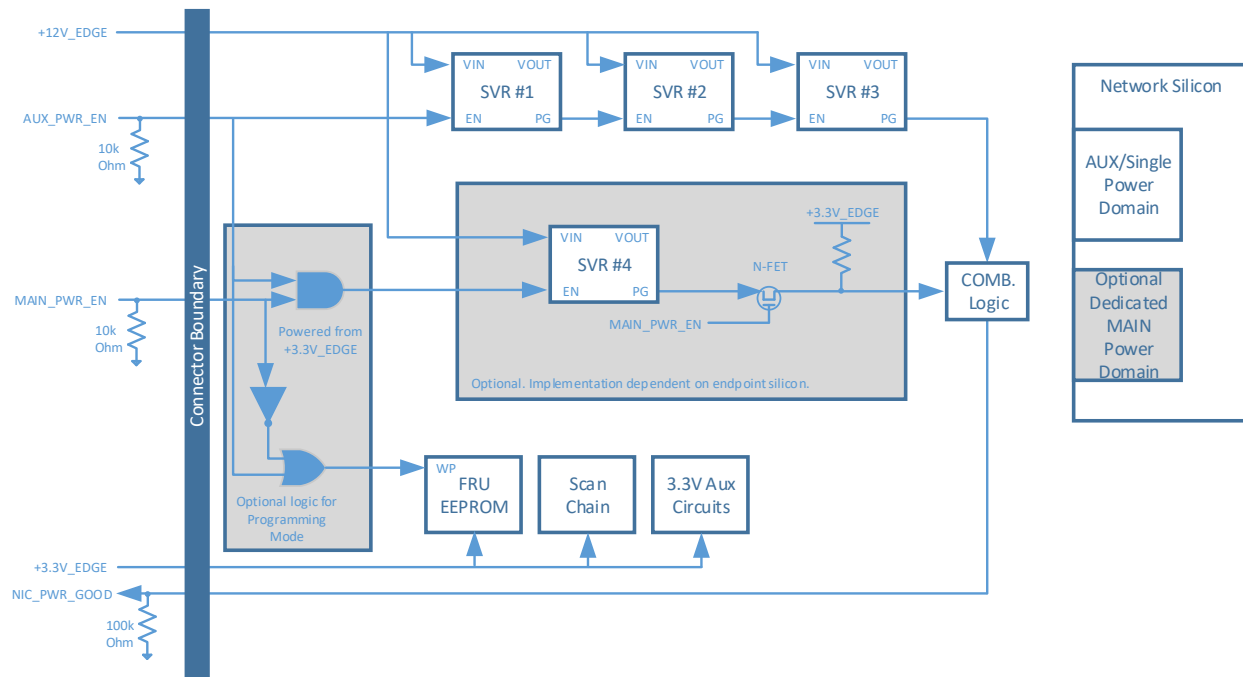 +12V_EDGE
VIN VOUT
SVR #1
EN PG
VIN VOUT
SVR #2
EN PG
VIN VOUT
SVR #3
EN PG
AUX_PWR_EN
10k
Ohm
Network Silicon
AUX/Single
Power
Domain
Optional
Dedicated
MAIN
Power
Domain
Connector Boundary
MAIN_PWR_EN
10k
Ohm
Powered from
+3.3V_EDGE
Optional logic for
Programming
Mode
VIN VOUT
SVR #4
EN PG
+3.3V_EDGE
N-FET
MAIN_PWR_EN
Optional. Implementation dependent on endpoint silicon.
COMB.
Logic
WP
FRU
EEPROM
Scan
Chain
3.3V Aux
Circuits
+3.3V_EDGE
NIC_PWR_GOOD
100k
Ohm